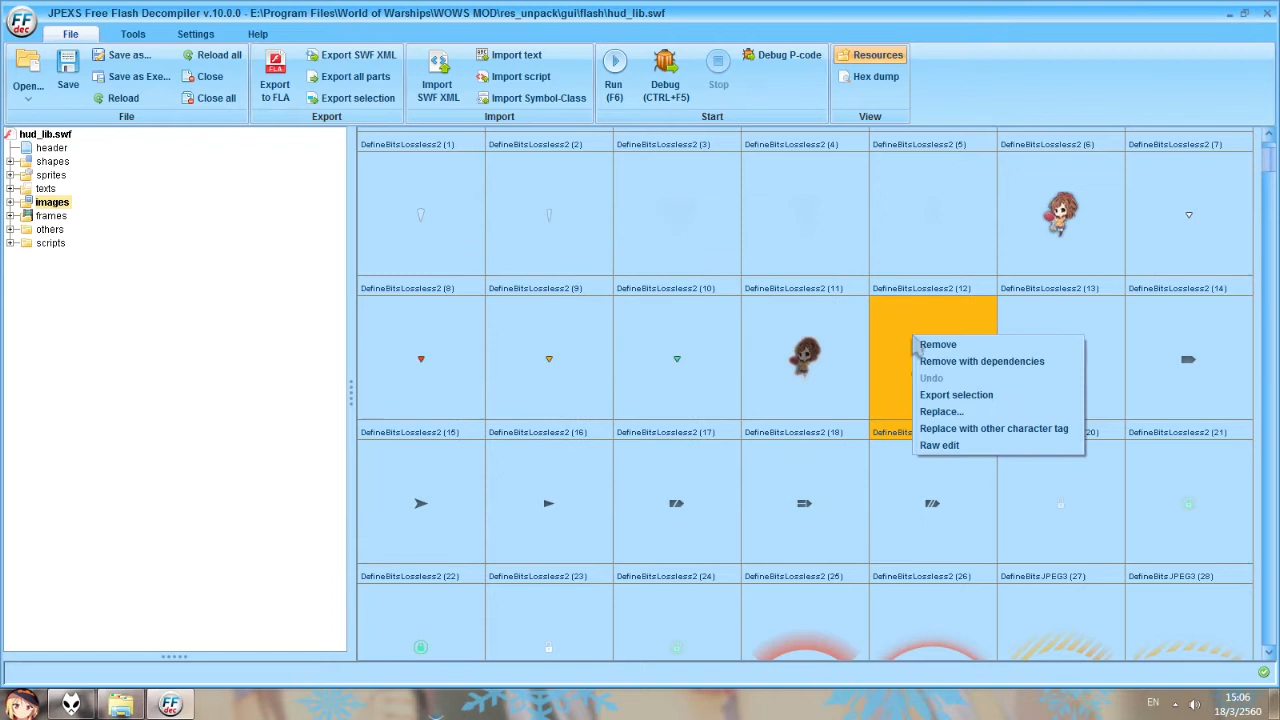 JPEXS Free Flash Decompiler v.10.0.0 - E:\Program Files\World of Warships\WOWS MOD\res_unpack\gui\flash\hud_lib.swf
FF dec
File Tools Settings Help
Open...
Save
Save as...
Save as Exe...
Reload
Reload all
Close
Close all
File
Export to FLA
Export SWF XML
Export all parts
Export selection
Export
Import SWF XML
Import text
Import script
Import Symbol-Class
Import
Run (F6)
Debug (CTRL+F5)
Stop
Debug P-code
Start
Resources
Hex dump
View
hud_lib.swf
header
shapes
sprites
texts
images
frames
others
scripts
DefineBitsLossless2 (1) DefineBitsLossless2 (2) DefineBitsLossless2 (3) DefineBitsLossless2 (4) DefineBitsLossless2 (5) DefineBitsLossless2 (6) DefineBitsLossless2 (7)
DefineBitsLossless2 (8) DefineBitsLossless2 (9) DefineBitsLossless2 (10) DefineBitsLossless2 (11) DefineBitsLossless2 (12) DefineBitsLossless2 (13) DefineBitsLossless2 (14)
Remove
Remove with dependencies
Undo
Export selection
Replace...
Replace with other character tag
Raw edit
DefineBitsLossless2 (15) DefineBitsLossless2 (16) DefineBitsLossless2 (17) DefineBitsLossless2 (18) DefineBits 20) DefineBitsLossless2 (21)
DefineBitsLossless2 (22) DefineBitsLossless2 (23) DefineBitsLossless2 (24) DefineBitsLossless2 (25) DefineBitsLossless2 (26) DefineBitsJPEG3 (27) DefineBitsJPEG3 (28)
FF dec
EN
15:06
18/3/2560